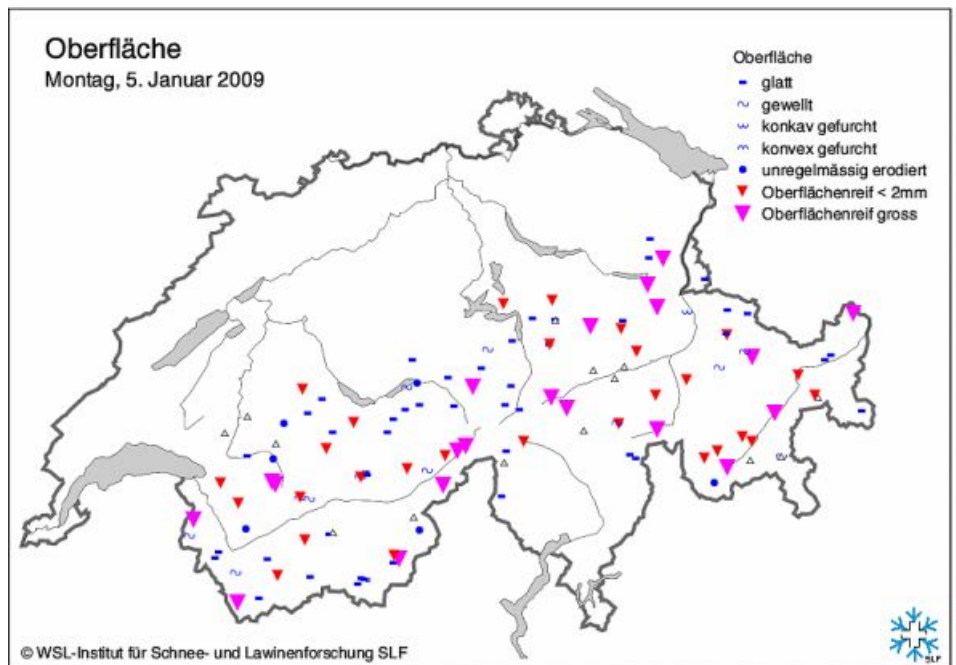 Oberfläche
Montag, 5. Januar 2009
Oberfläche
glatt
gewellt
konkav gefurcht
konvex gefurcht
unregelmässig erodiert
Oberflächenreif < 2mm
Oberflächenreif gross
© WSL-Institut für Schnee- und Lawinenforschung SLF
SLF